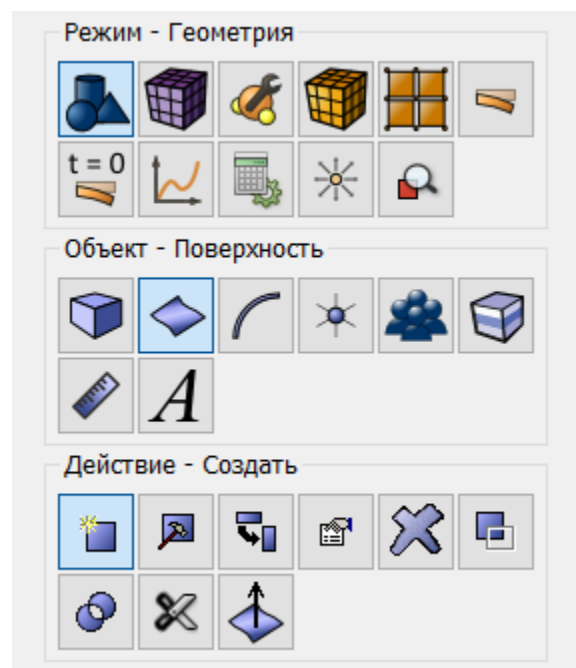 Режим - Геометрия
t = 0
Объект - Поверхность
A
Действие - Создать